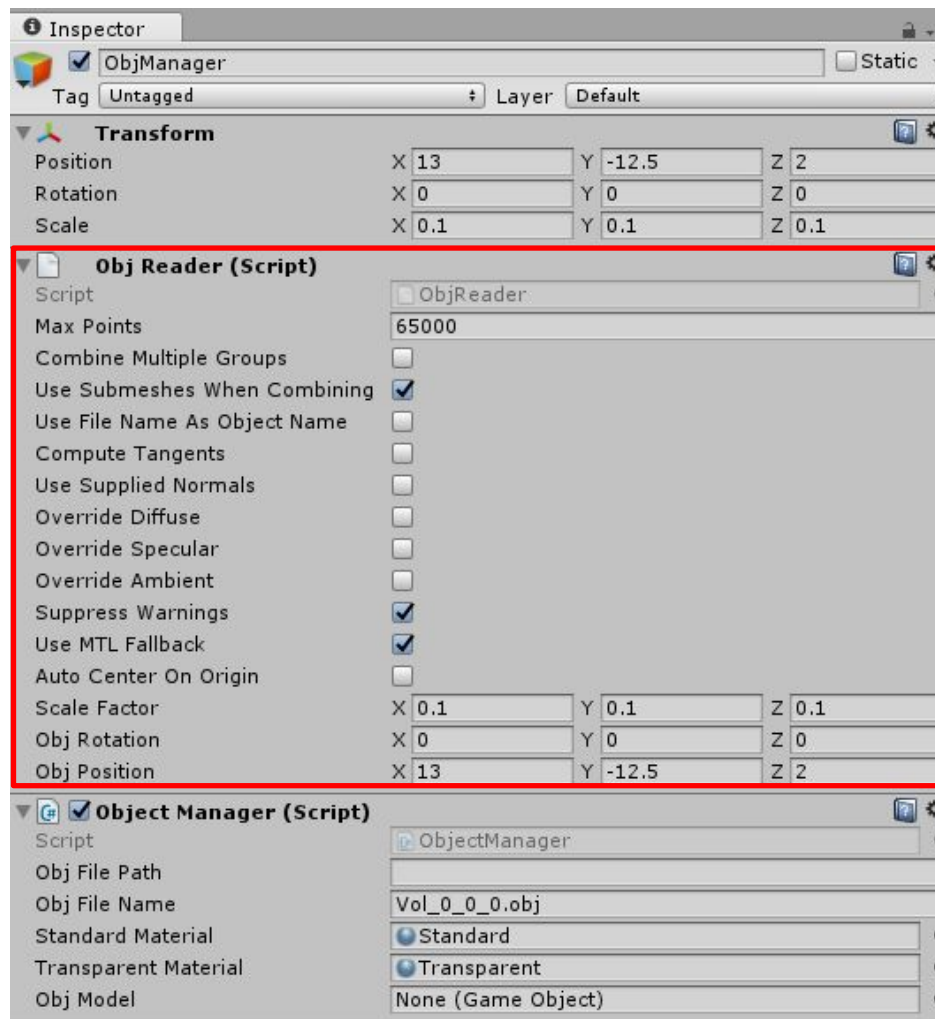 Inspector
ObjManager Static
Tag Untagged Layer Default
Transform
Position X 13 Y -12.5 Z 2
Rotation X 0 Y 0 Z 0
Scale X 0.1 Y 0.1 Z 0.1
Obj Reader (Script)
Script ObjReader
Max Points 65000
Combine Multiple Groups
Use Submeshes When Combining
Use File Name As Object Name
Compute Tangents
Use Supplied Normals
Override Diffuse
Override Specular
Override Ambient
Suppress Warnings
Use MTL Fallback
Auto Center On Origin
Scale Factor X 0.1 Y 0.1 Z 0.1
Obj Rotation X 0 Y 0 Z 0
Obj Position X 13 Y -12.5 Z 2
Object Manager (Script)
Script ObjectManager
Obj File Path
Obj File Name Vol_0_0_0.obj
Standard Material Standard
Transparent Material Transparent
Obj Model None (Game Object)